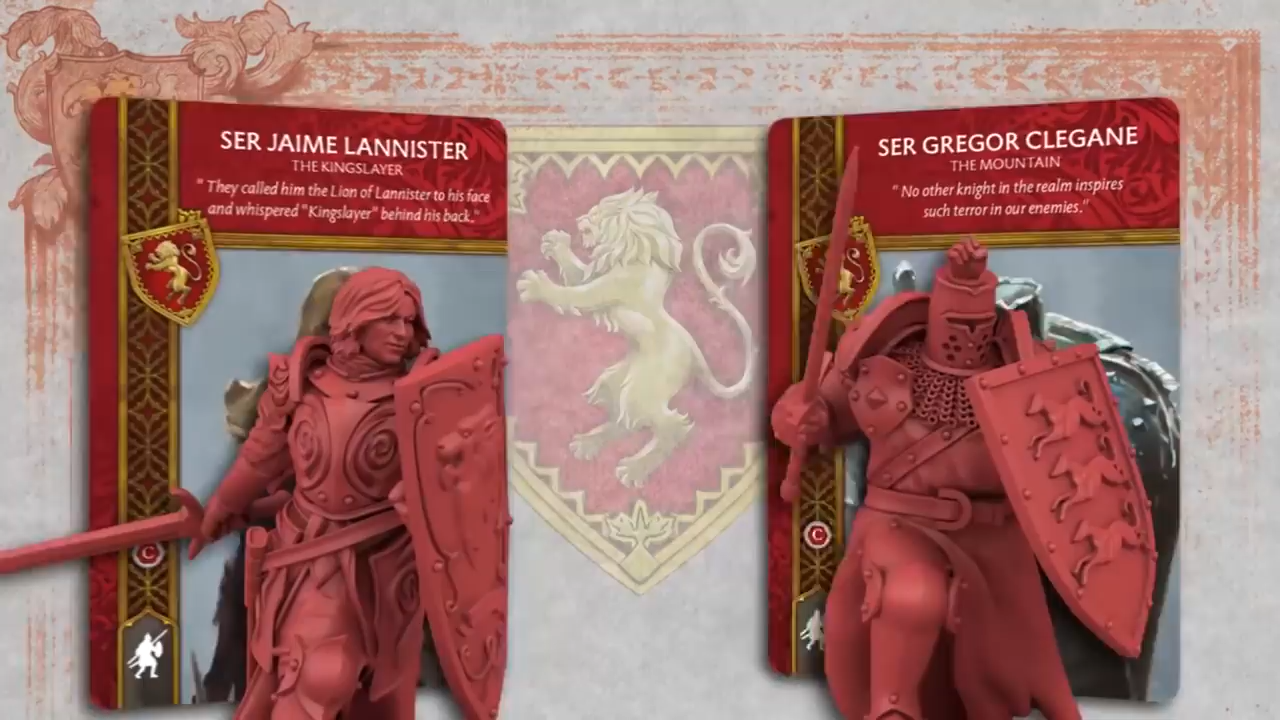 SER JAIME LANNISTER
THE KINGSLAYER
" They called him the Lion of Lannister to his face
and whispered "Kingslayer" behind his back."
C
SER GREGOR CLEGANE
THE MOUNTAIN
" No other knight in the realm inspires
such terror in our enemies."
C